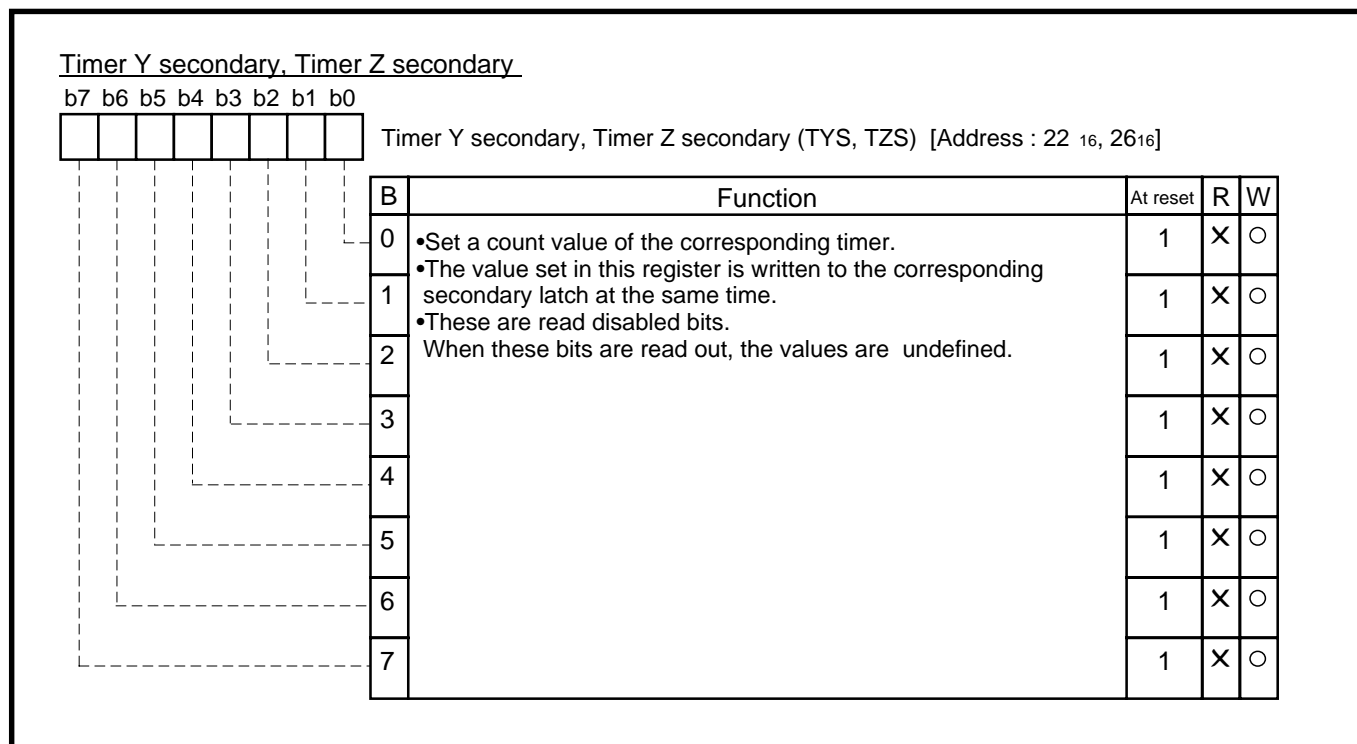 Timer Y secondary, Timer Z secondary
b7 b6 b5 b4 b3 b2 b1 b0
Timer Y secondary, Timer Z secondary (TYS, TZS) [Address : 22 16, 2616]
B Function At reset R W
0 •Set a count value of the corresponding timer. 1 X ○
•The value set in this register is written to the corresponding
1 secondary latch at the same time. 1 X ○
•These are read disabled bits.
2 When these bits are read out, the values are undefined. 1 X ○
3 1 X ○
4 1 X ○
5 1 X ○
6 1 X ○
7 1 X ○